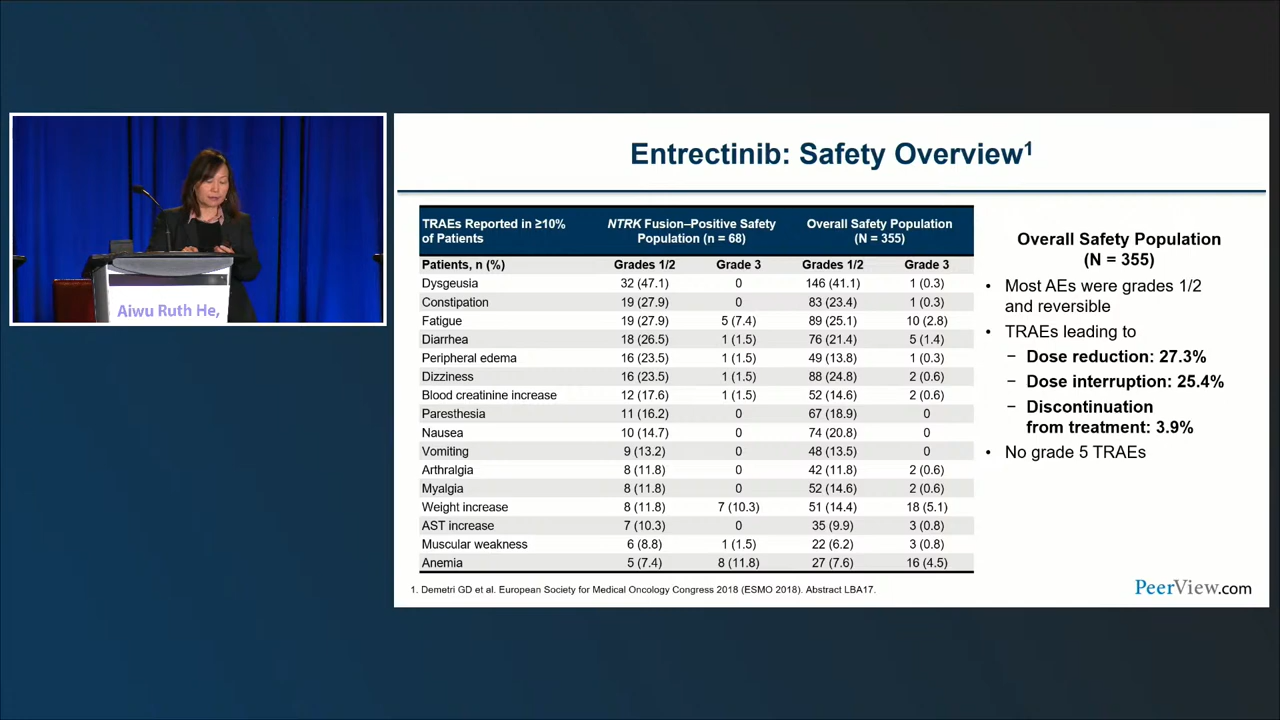 Aiwu Ruth He,
Entrectinib: Safety Overview1
TRAEs Reported in ≥10% of Patients NTRK Fusion–Positive Safety Population (n = 68) Overall Safety Population (N = 355)
Patients, n (%) Grades 1/2 Grade 3 Grades 1/2 Grade 3
Dysgeusia 32 (47.1) 0 146 (41.1) 1 (0.3)
Constipation 19 (27.9) 0 83 (23.4) 1 (0.3)
Fatigue 19 (27.9) 5 (7.4) 89 (25.1) 10 (2.8)
Diarrhea 18 (26.5) 1 (1.5) 76 (21.4) 5 (1.4)
Peripheral edema 16 (23.5) 1 (1.5) 49 (13.8) 1 (0.3)
Dizziness 16 (23.5) 1 (1.5) 88 (24.8) 2 (0.6)
Blood creatinine increase 12 (17.6) 1 (1.5) 52 (14.6) 2 (0.6)
Paresthesia 11 (16.2) 0 67 (18.9) 0
Nausea 10 (14.7) 0 74 (20.8) 0
Vomiting 9 (13.2) 0 48 (13.5) 0
Arthralgia 8 (11.8) 0 42 (11.8) 2 (0.6)
Myalgia 8 (11.8) 0 52 (14.6) 2 (0.6)
Weight increase 8 (11.8) 7 (10.3) 51 (14.4) 18 (5.1)
AST increase 7 (10.3) 0 35 (9.9) 3 (0.8)
Muscular weakness 6 (8.8) 1 (1.5) 22 (6.2) 3 (0.8)
Anemia 5 (7.4) 8 (11.8) 27 (7.6) 16 (4.5)
Overall Safety Population
(N = 355)
• Most AEs were grades 1/2
and reversible
• TRAEs leading to
− Dose reduction: 27.3%
− Dose interruption: 25.4%
− Discontinuation
from treatment: 3.9%
• No grade 5 TRAEs
1. Demetri GD et al. European Society for Medical Oncology Congress 2018 (ESMO 2018). Abstract LBA17.
PeerView.com